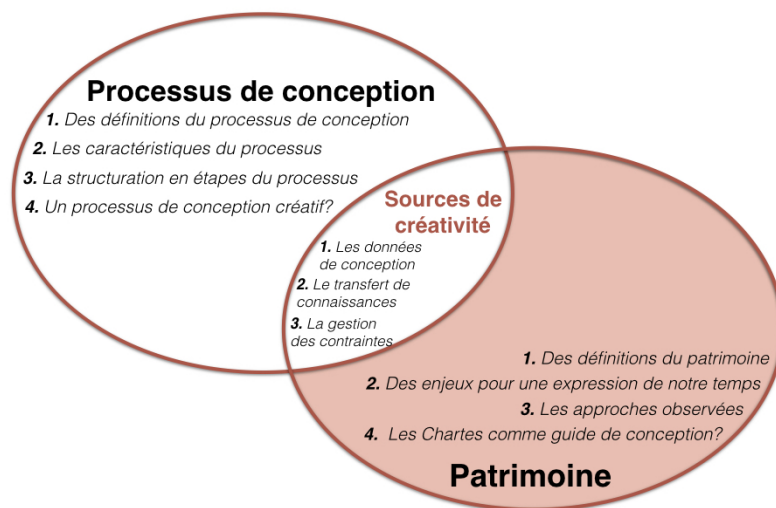 Processus de conception
1. Des définitions du processus de conception
2. Les caractéristiques du processus
3. La structuration en étapes du processus
4. Un processus de conception créatif?
Sources de
créativité
1. Les données
de conception
2. Le transfert de
connaissances
3. La gestion
des contraintes
1. Des définitions du patrimoine
2. Des enjeux pour une expression de notre temps
3. Les approches observées
4. Les Chartes comme guide de conception?
Patrimoine